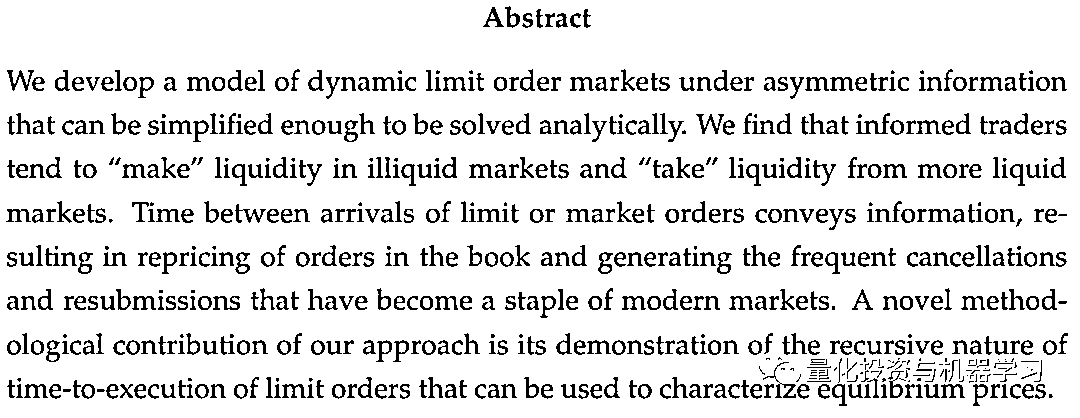 Abstract
We develop a model of dynamic limit order markets under asymmetric information
that can be simplified enough to be solved analytically. We find that informed traders
tend to “make” liquidity in illiquid markets and “take” liquidity from more liquid
markets. Time between arrivals of limit or market orders conveys information, re-
sulting in repricing of orders in the book and generating the frequent cancellations
and resubmissions that have become a staple of modern markets. A novel method-
ological contribution of our approach is its demonstration of the recursive nature of
time-to-execution of limit orders that can be used to characterize equilibrium prices.
量化投资与机器学习